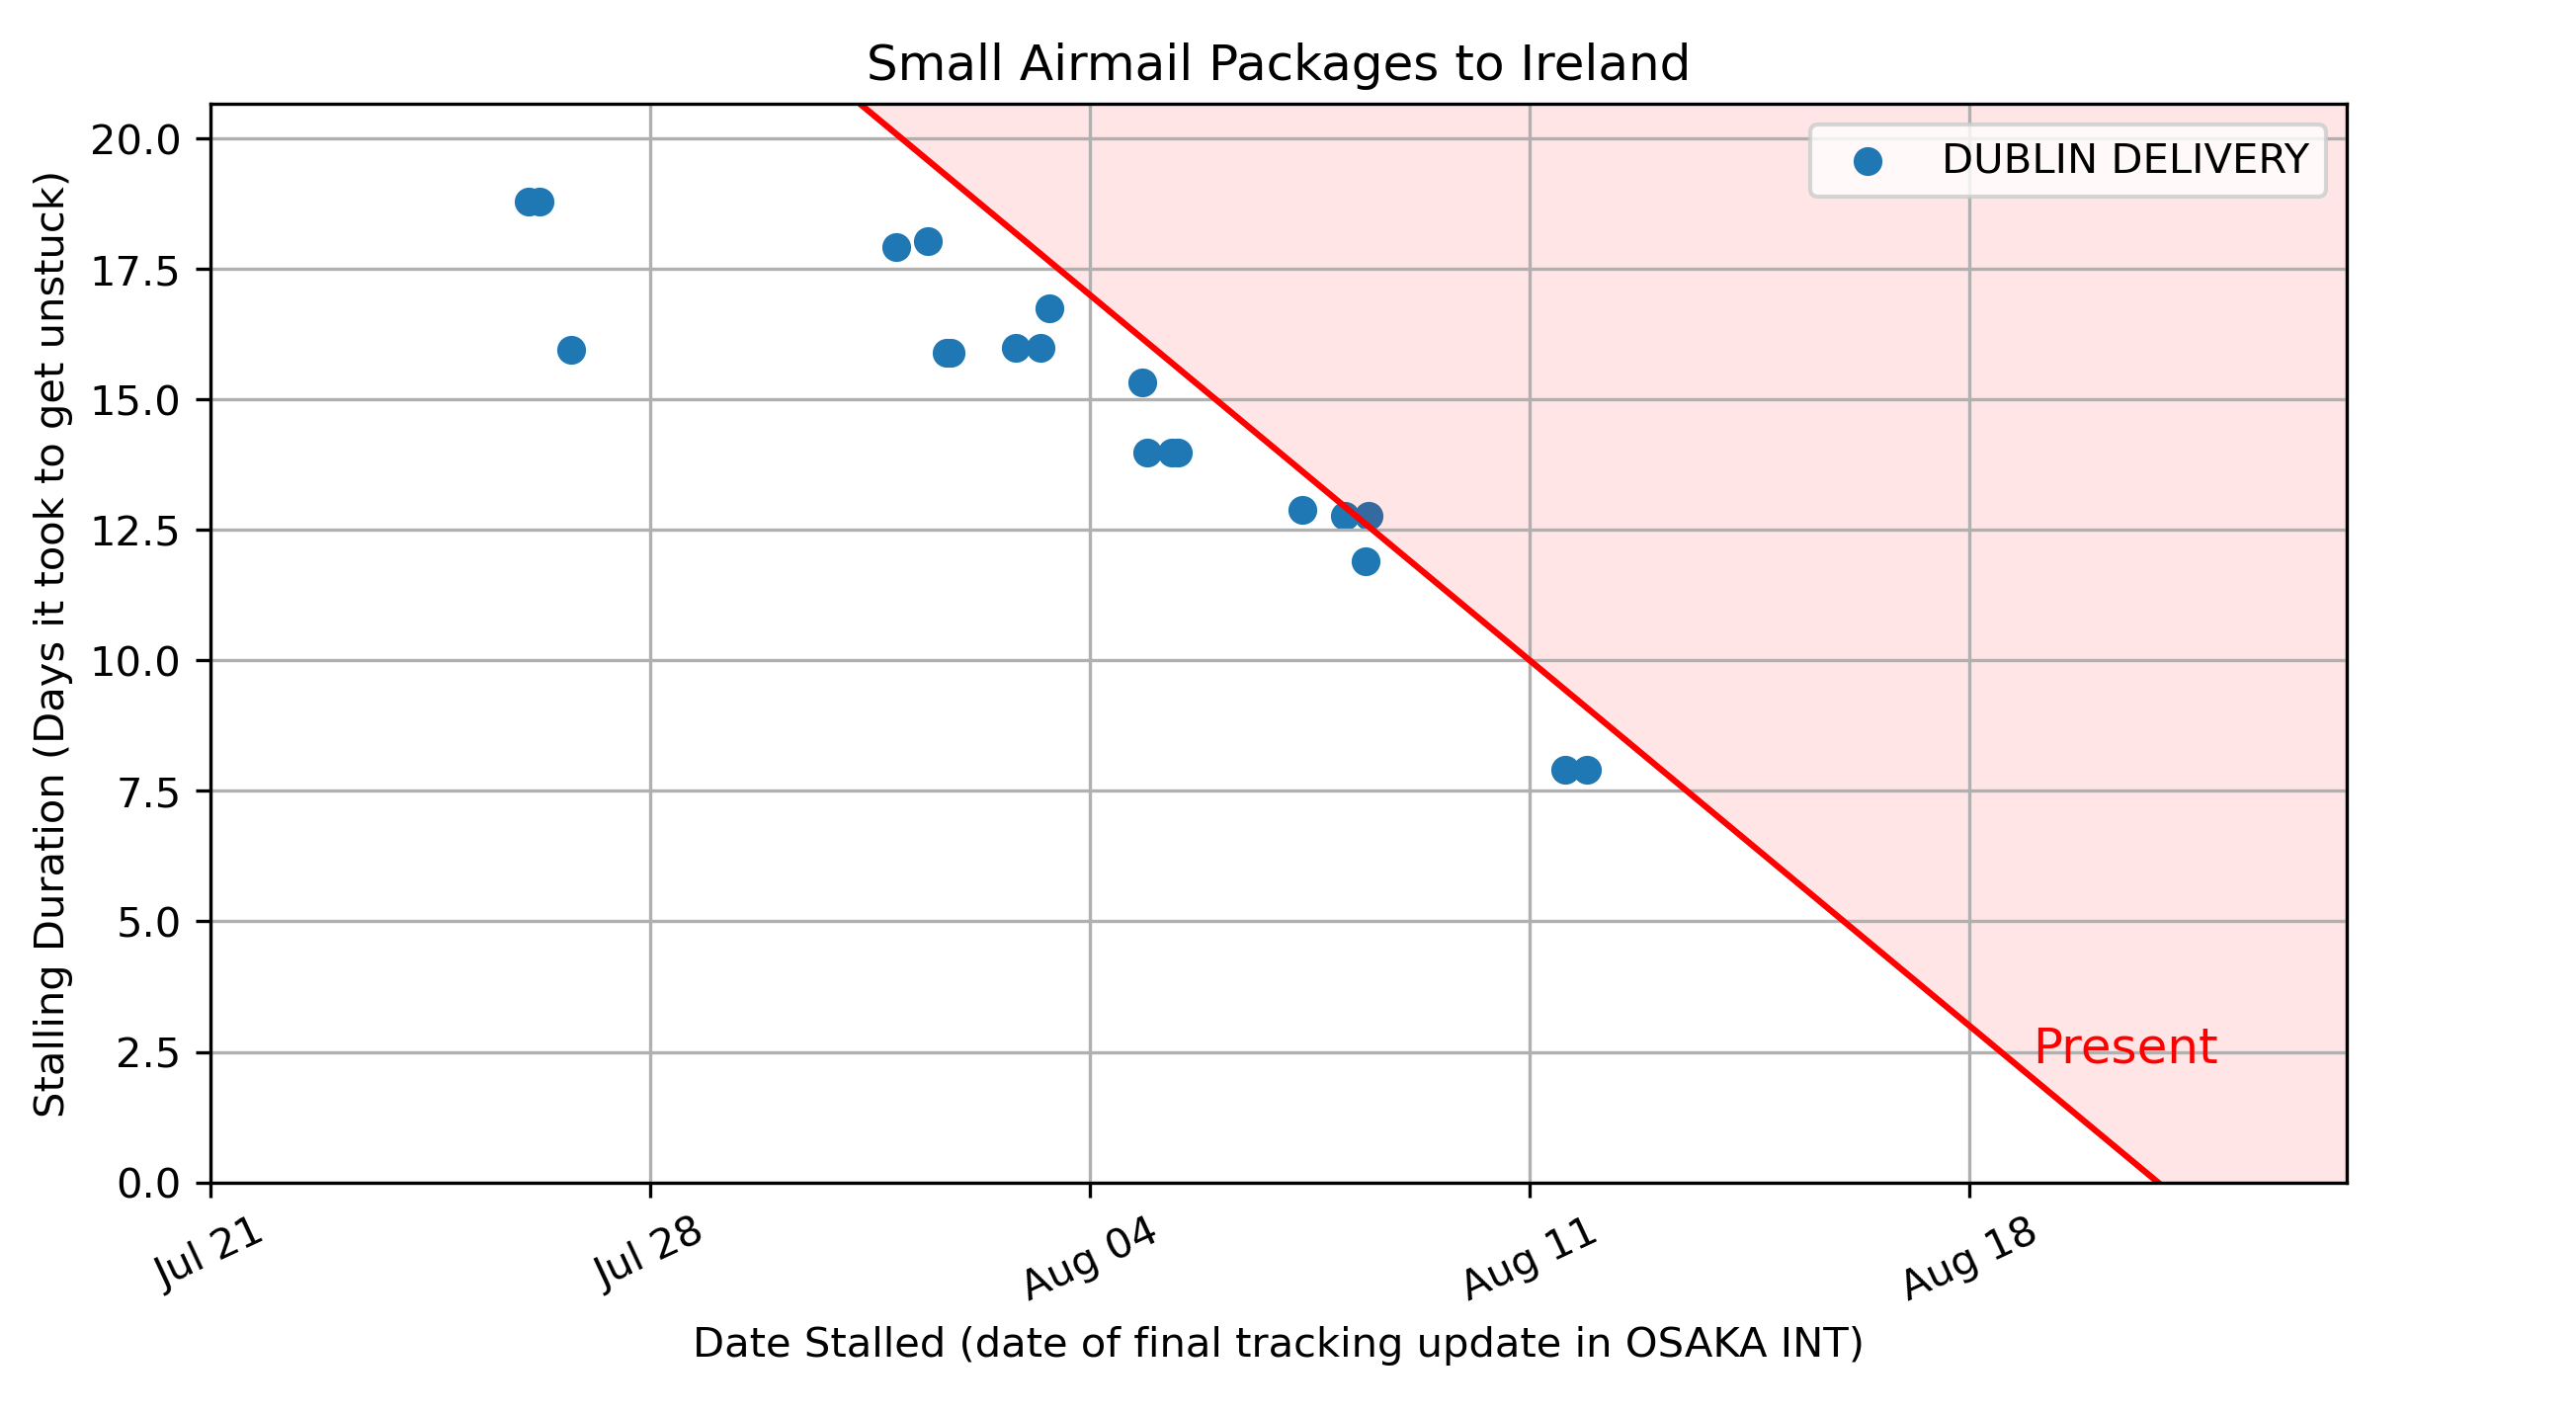 Small Airmail Packages to Ireland
DUBLIN DELIVERY
Stalling Duration (Days it took to get unstuck)
20.0
17.5
15.0
12.5
10.0
7.5
5.0
2.5
0.0
Present
Jul 21
Jul 28
Aug 04
Aug 11
Aug 18
Date Stalled (date of final tracking update in OSAKA INT)